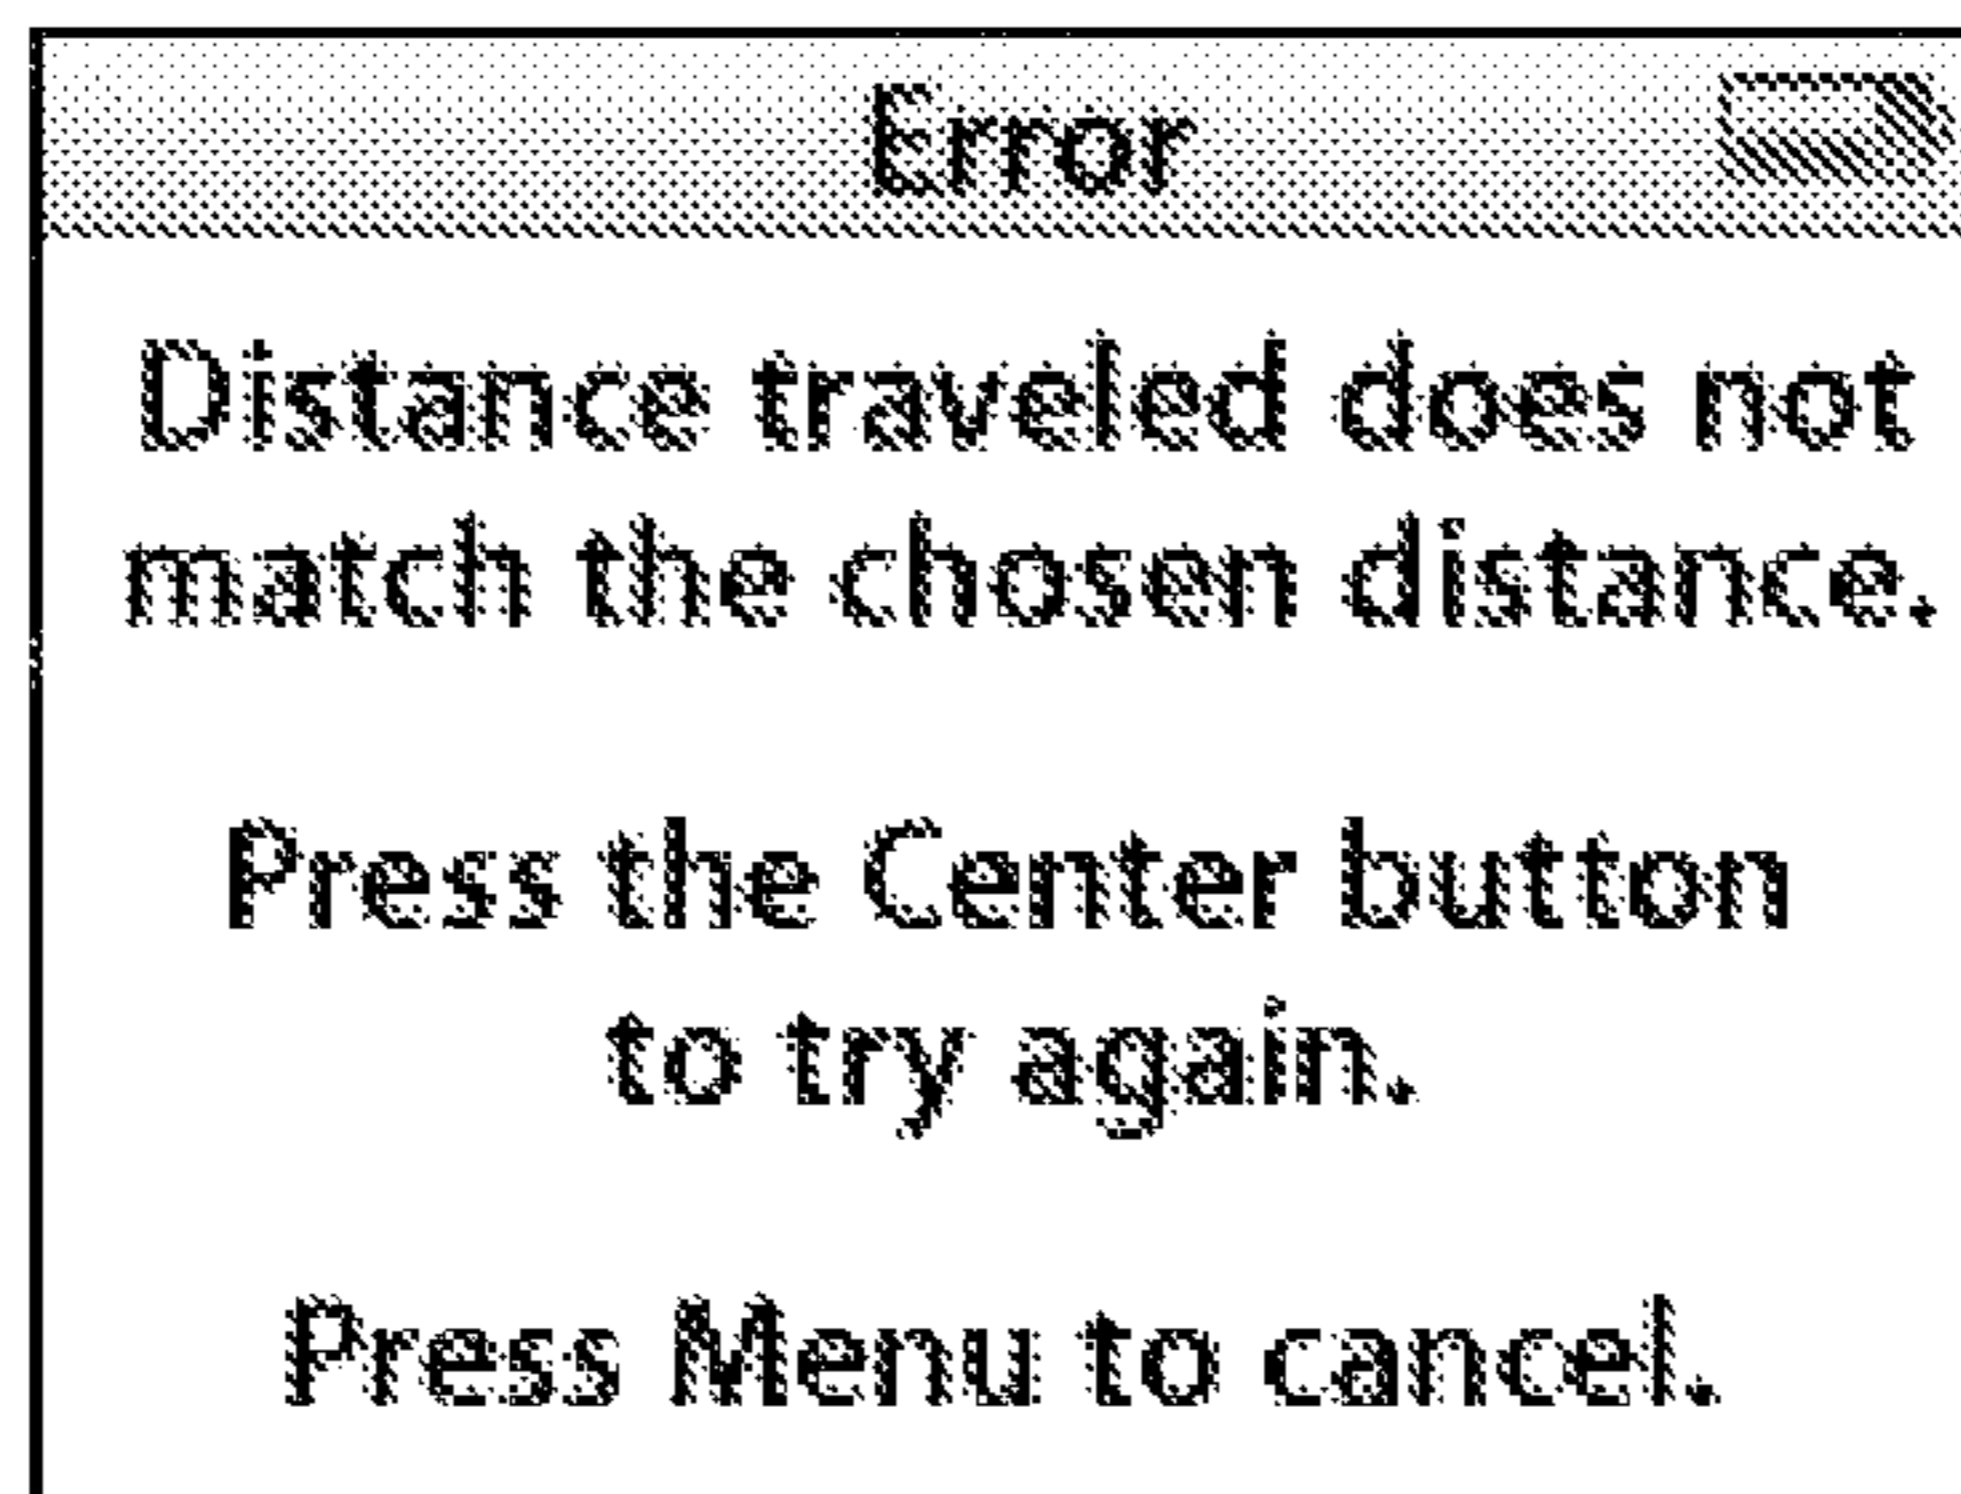 Error
Distance traveled does not
match the chosen distance.
Press the Center button
to try again.
Press Menu to cancel.